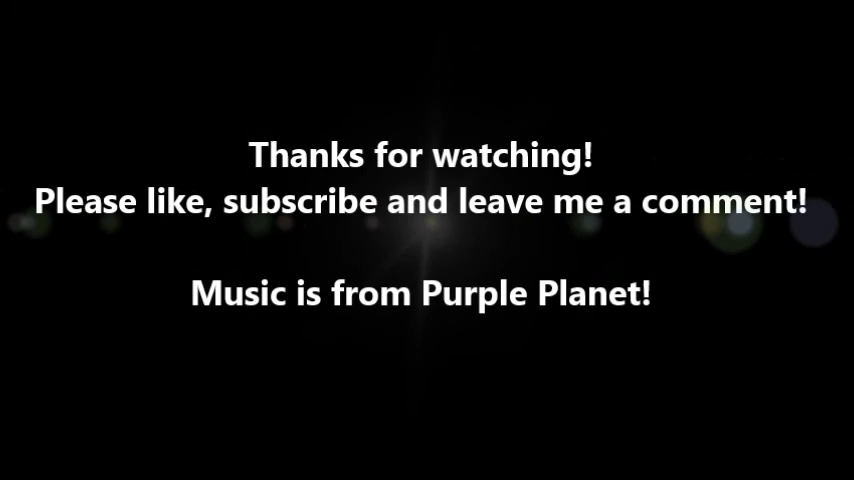 Thanks for watching!
Please like, subscribe and leave me a comment!
Music is from Purple Planet!